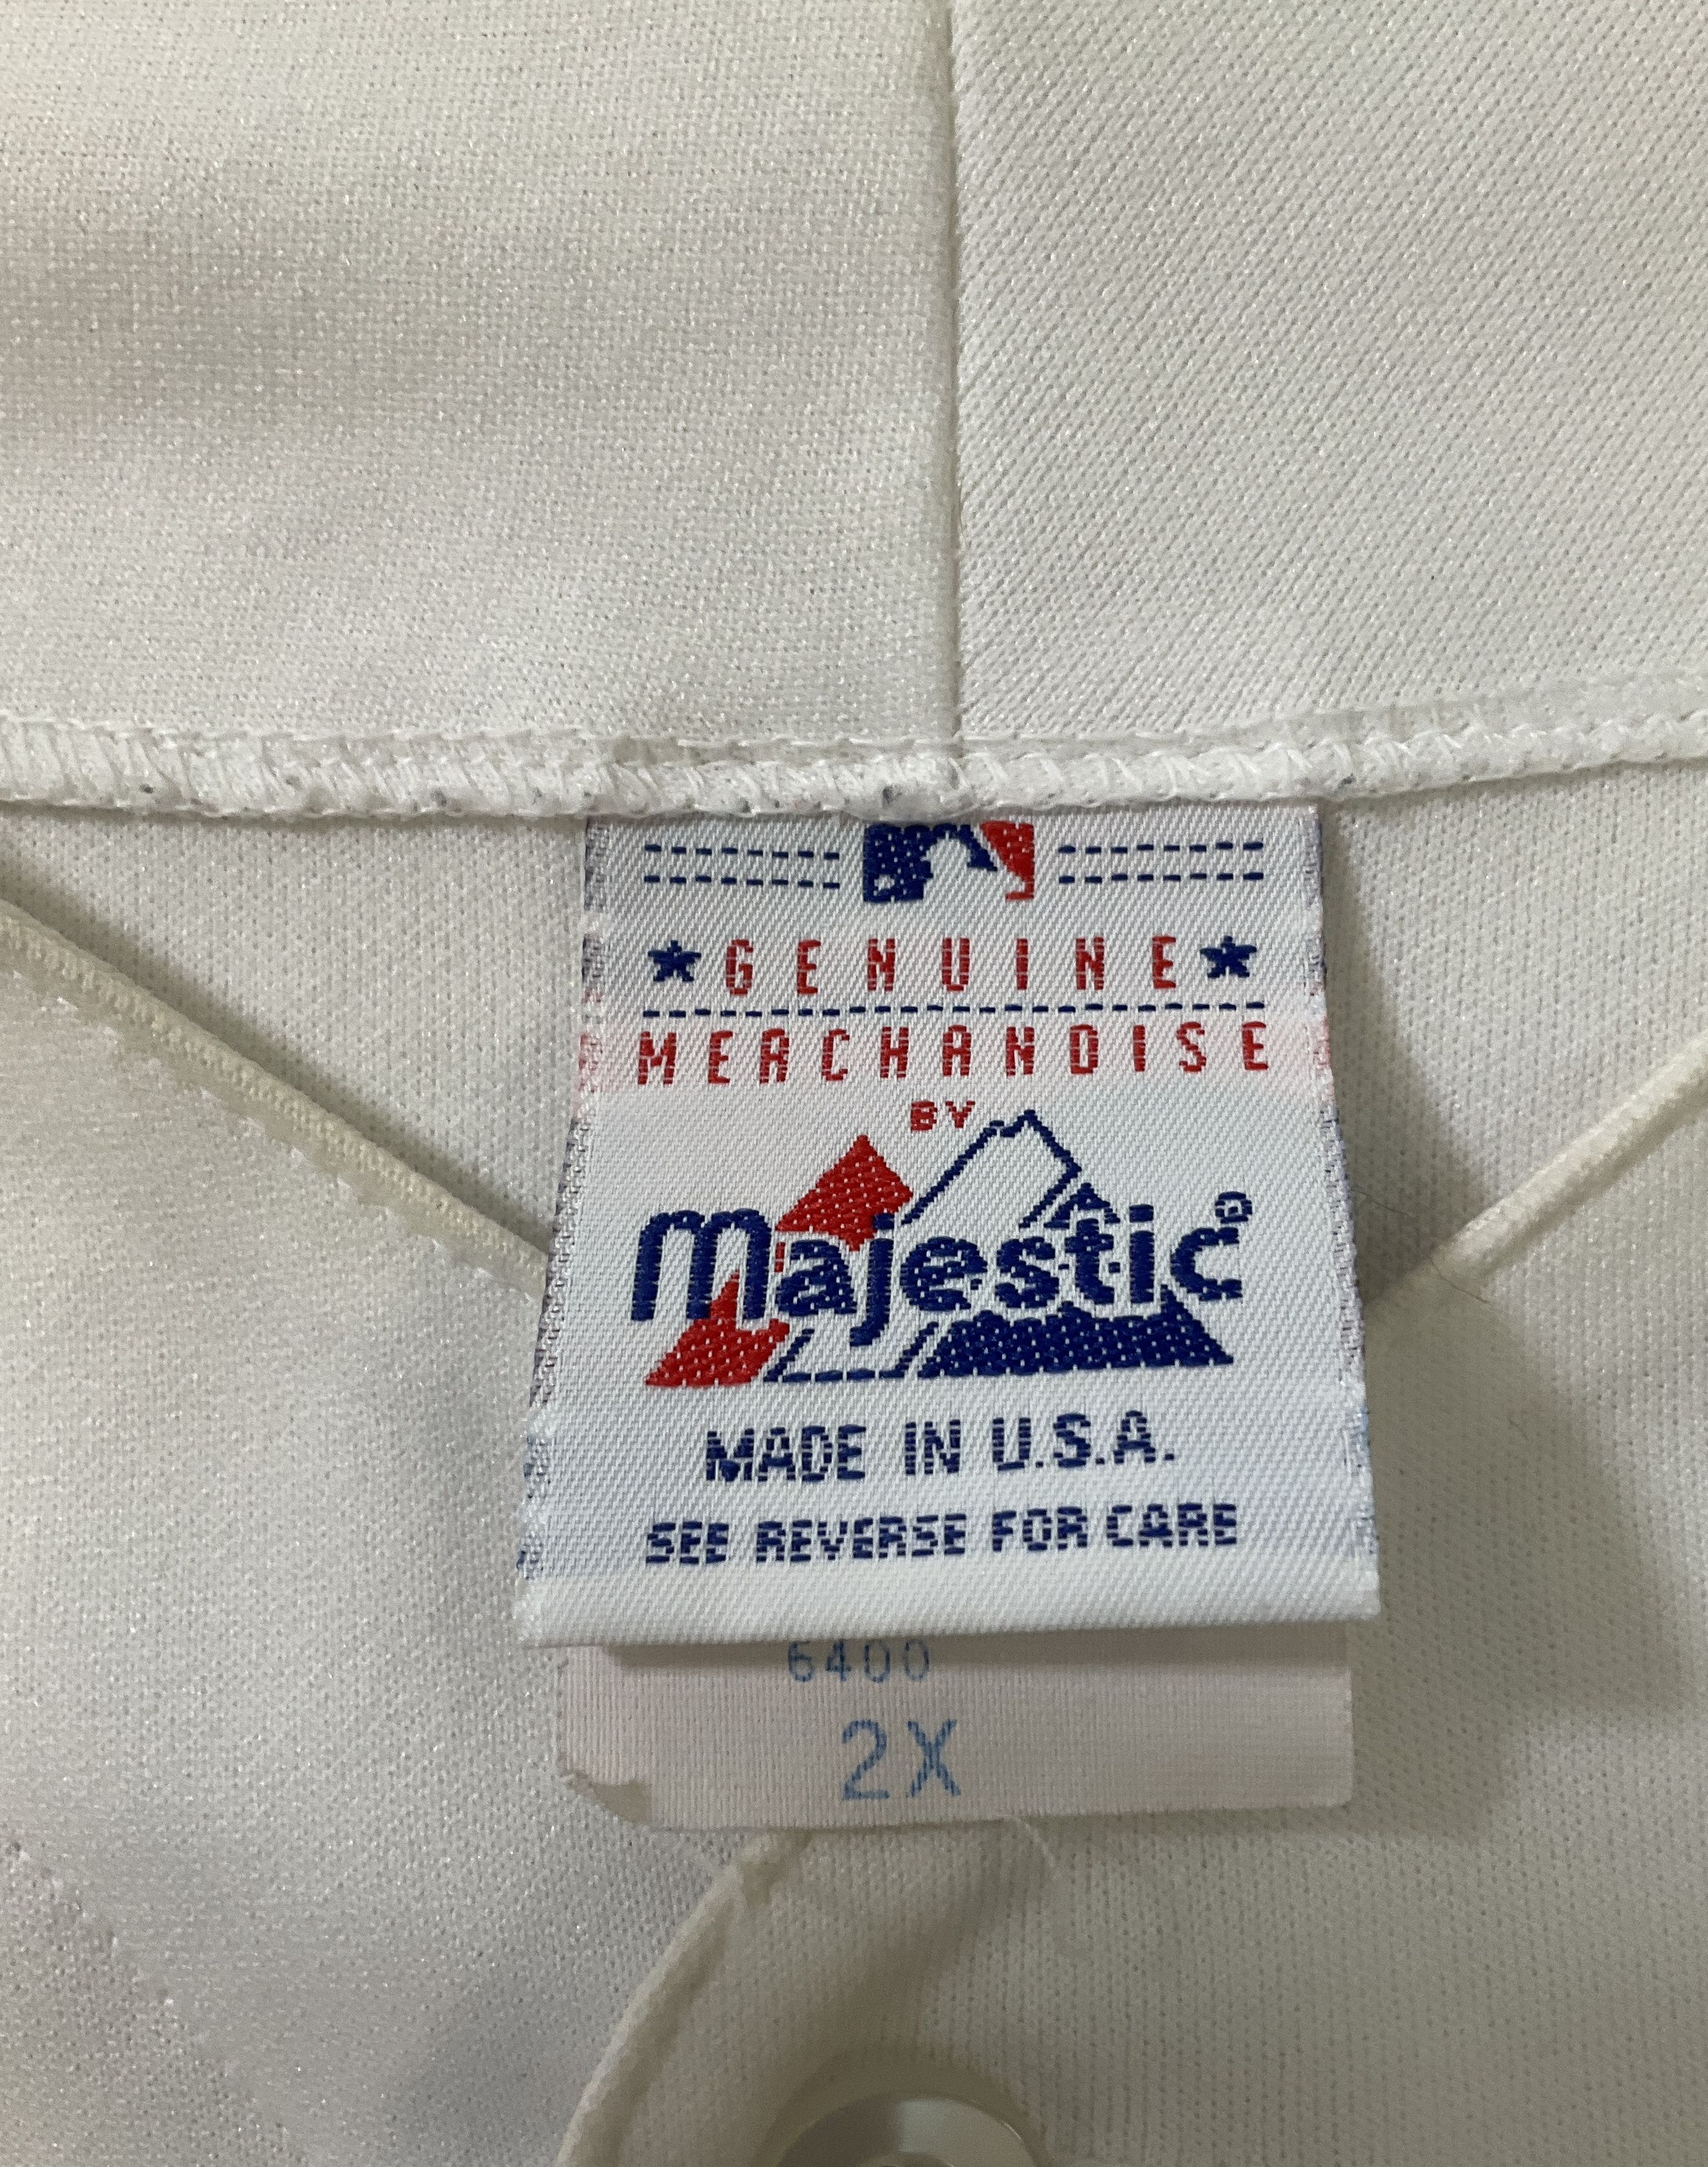 ★ GENUINE ★
MERCHANDISE
BY
majestic®
MADE IN U.S.A.
SEE REVERSE FOR CARE
6400
2X